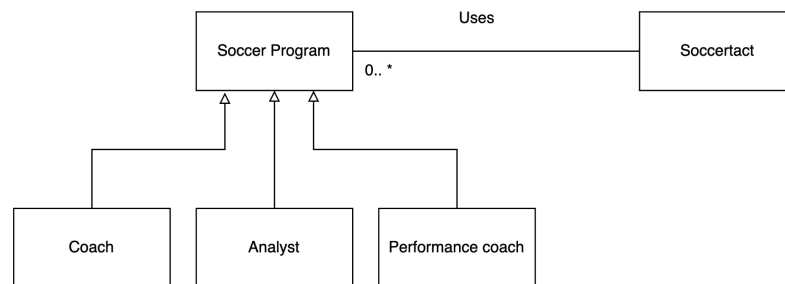 Uses
Soccer Program
Soccertact
0.. *
Coach
Analyst
Performance coach